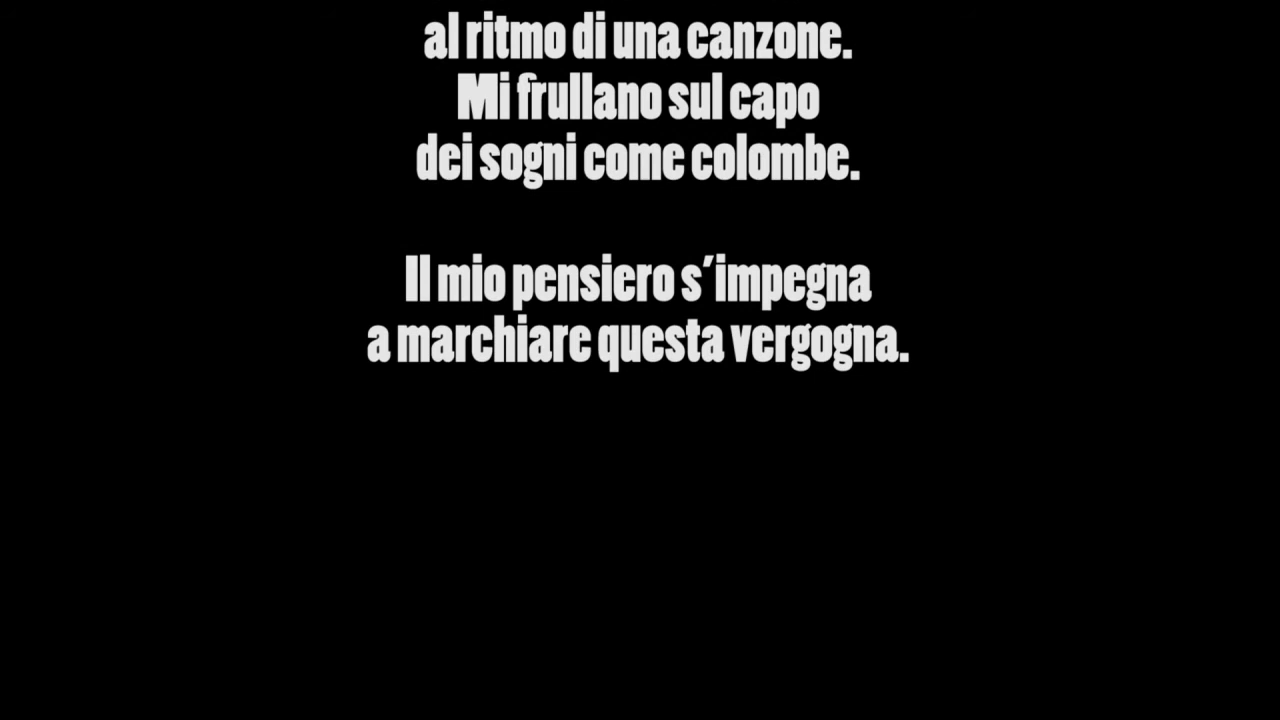 al ritmo di una canzone.
Mi frullano sul capo
dei sogni come colombe.
Il mio pensiero s'impegna
a marchiare questa vergogna.